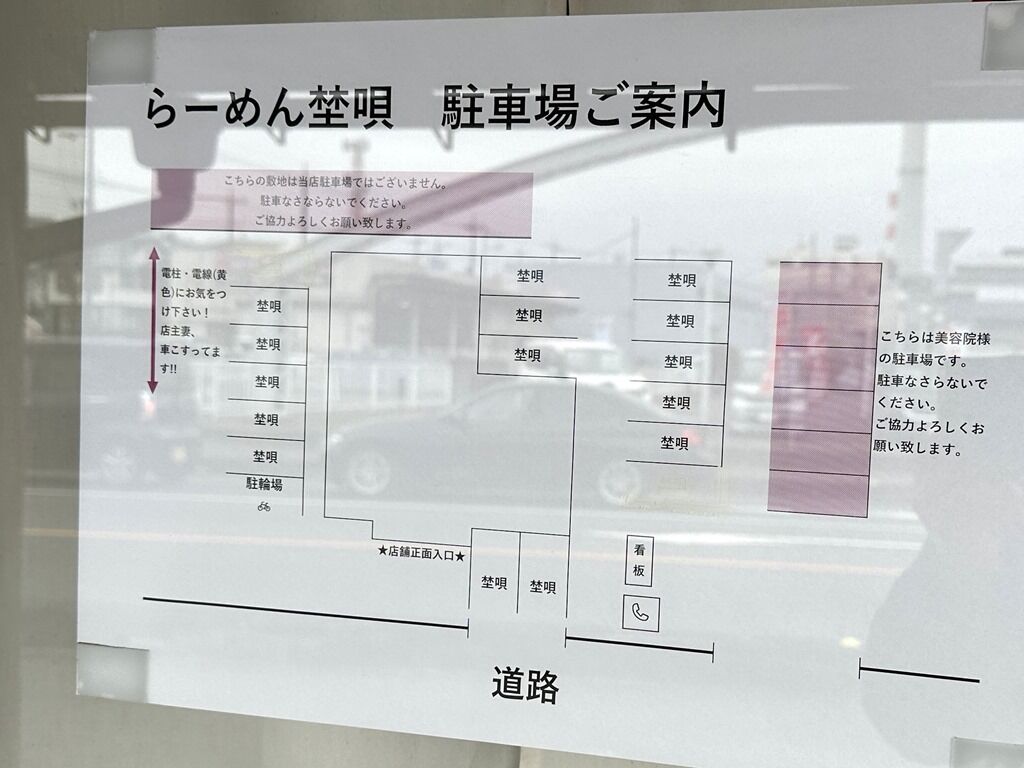 らーめん埜唄　駐車場ご案内
こちらの敷地は当店駐車場ではございません。
駐車なさならないでください。
ご協力よろしくお願い致します。
電柱・電線(黄
色)にお気をつ
け下さい！
店主妻、
車こすってま
す!!
埜唄
埜唄
埜唄
埜唄
埜唄
駐輪場
埜唄
埜唄
埜唄
埜唄
埜唄
埜唄
埜唄
埜唄
こちらは美容院様
の駐車場です。
駐車なさらないで
ください。
ご協力よろしくお
願い致します。
★店舗正面入口★
埜唄
埜唄
看
板
道路